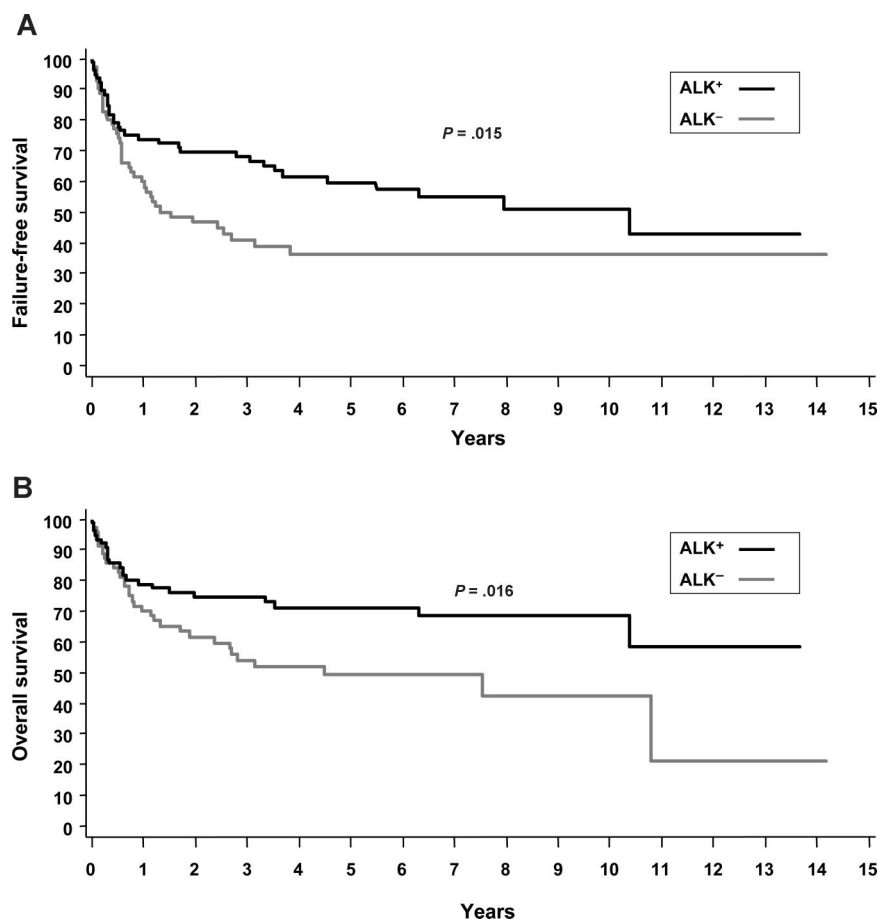 A
100
90
80
70
60
50
40
30
20
10
0
Failure-free survival
ALK⁺
ALK⁻
P = .015
0 1 2 3 4 5 6 7 8 9 10 11 12 13 14 15
Years
B
100
90
80
70
60
50
40
30
20
10
0
Overall survival
ALK⁺
ALK⁻
P = .016
0 1 2 3 4 5 6 7 8 9 10 11 12 13 14 15
Years